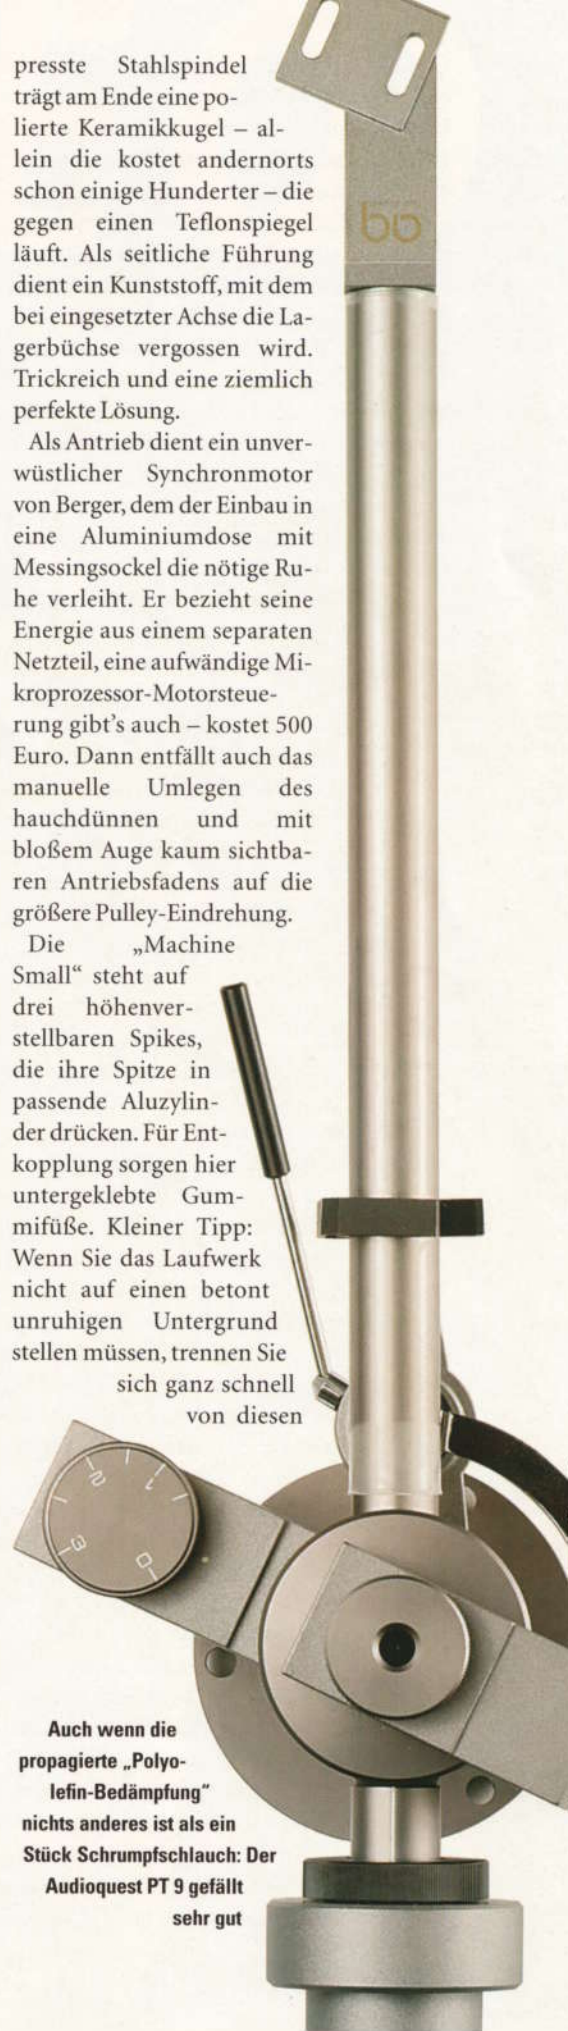 presste Stahlspindel
trägt am Ende eine po-
lierte Keramikkugel – al-
lein die kostet andernorts
schon einige Hunderter – die
gegen einen Teflonspiegel
läuft. Als seitliche Führung
dient ein Kunststoff, mit dem
bei eingesetzter Achse die La-
gerbüchse vergossen wird.
Trickreich und eine ziemlich
perfekte Lösung.
Als Antrieb dient ein unver-
wüstlicher Synchronmotor
von Berger, dem der Einbau in
eine Aluminiumdose mit
Messingsockel die nötige Ru-
he verleiht. Er bezieht seine
Energie aus einem separaten
Netzteil, eine aufwändige Mi-
kroprozessor-Motorsteue-
rung gibt's auch – kostet 500
Euro. Dann entfällt auch das
manuelle Umlegen des
hauchdünnen und mit
bloßem Auge kaum sichtba-
ren Antriebsfadens auf die
größere Pulley-Eindrehung.
Die „Machine
Small“ steht auf
drei höhenver-
stellbaren Spikes,
die ihre Spitze in
passende Aluzylin-
der drücken. Für Ent-
kopplung sorgen hier
untergeklebte Gum-
mifüße. Kleiner Tipp:
Wenn Sie das Laufwerk
nicht auf einen betont
unruhigen Untergrund
stellen müssen, trennen Sie
sich ganz schnell
von diesen
0 1 2 3
Auch wenn die
propagierte „Polyo-
lefin-Bedämpfung“
nichts anderes ist als ein
Stück Schrumpfschlauch: Der
Audioquest PT 9 gefällt
sehr gut